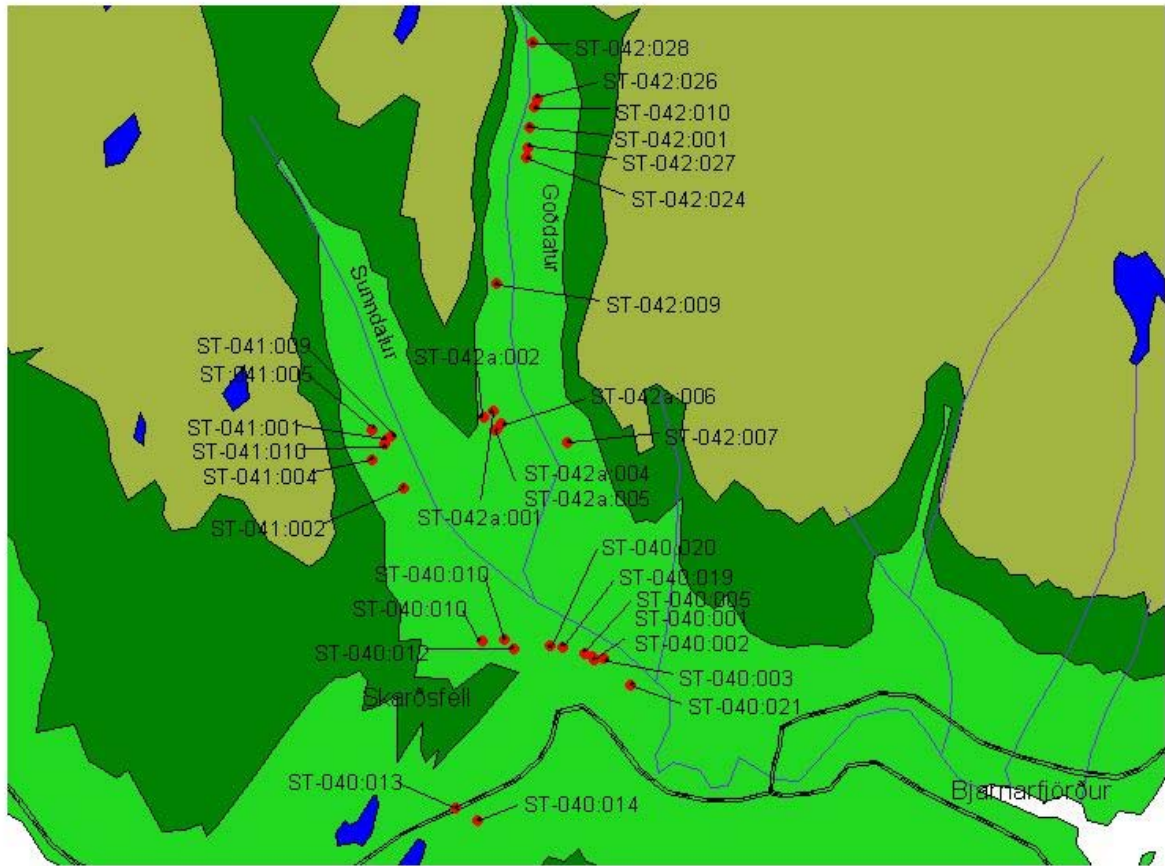 ST-042:028
ST-042:026
ST-042:010
ST-042:001
ST-042:027
ST-042:024
Goðdalur
Sunndalur
ST-042:009
ST-041:009
ST-042a:002
ST-041:005
ST-042a:006
ST-041:001
ST-042:007
ST-041:010
ST-041:004
ST-042a:004
ST-042a:005
ST-041:002
ST-042a:001
ST-040:020
ST-040:010
ST-040:019
ST-040:005
ST-040:010
ST-040:001
ST-040:012
ST-040:002
ST-040:003
Skarðsfell
ST-040:021
ST-040:013
Bjarnarfjörður
ST-040:014